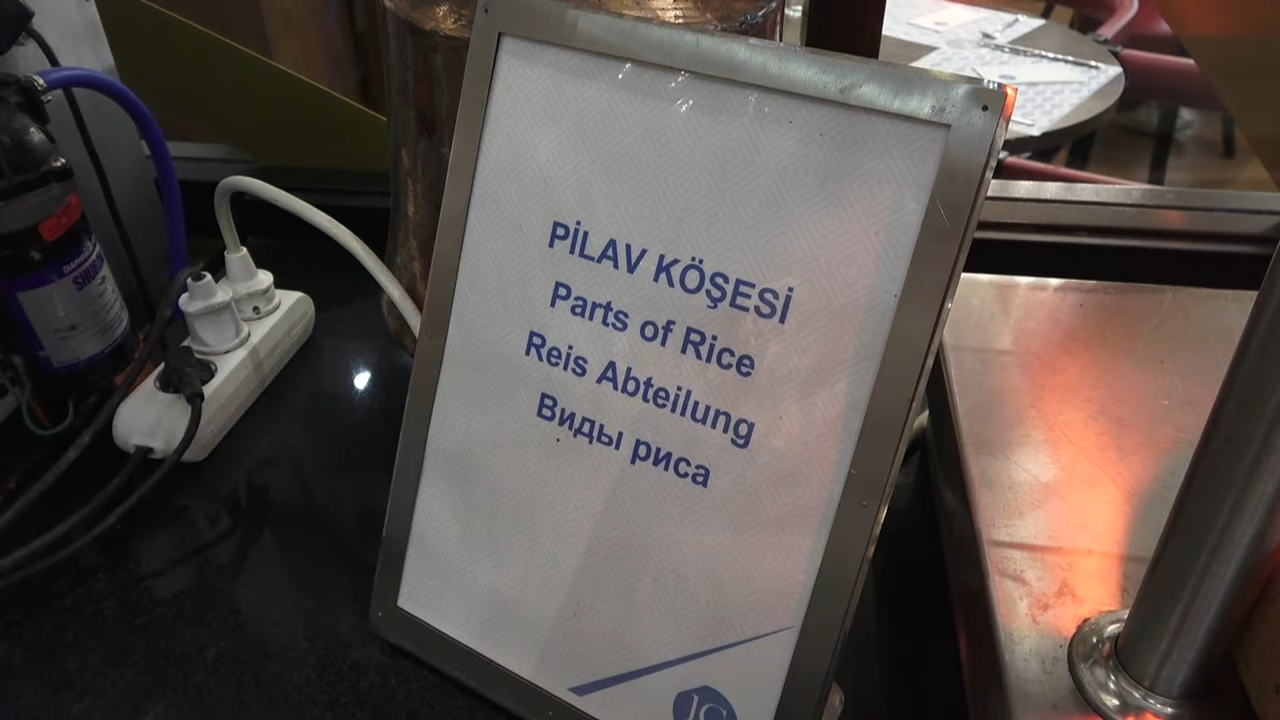 PİLAV KÖŞESİ
Parts of Rice
Reis Abteilung
Виды риса